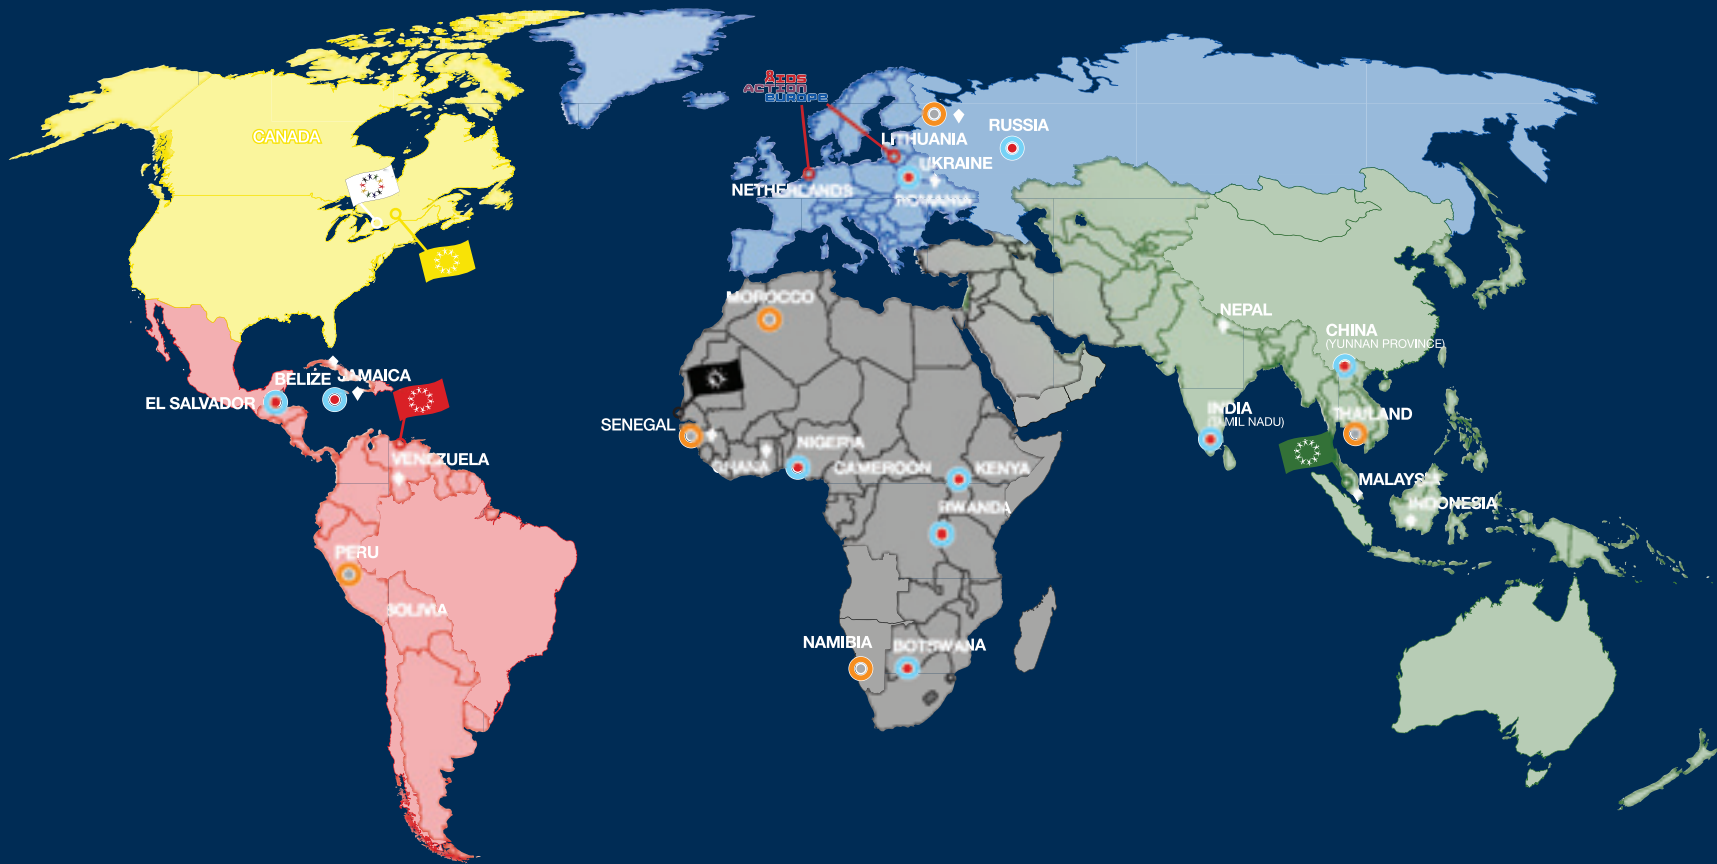 CANADA
AIDS
ACTION
EUROPE
LITHUANIA
RUSSIA
UKRAINE
NETHERLANDS
ROMANIA
MOROCCO
NEPAL
CHINA
(YUNNAN PROVINCE)
BELIZE
JAMAICA
EL SALVADOR
INDIA
(TAMIL NADU)
THAILAND
SENEGAL
NIGERIA
VENEZUELA
GHANA
CAMEROON
KENYA
MALAYSIA
INDONESIA
RWANDA
PERU
BOLIVIA
NAMIBIA
BOTSWANA